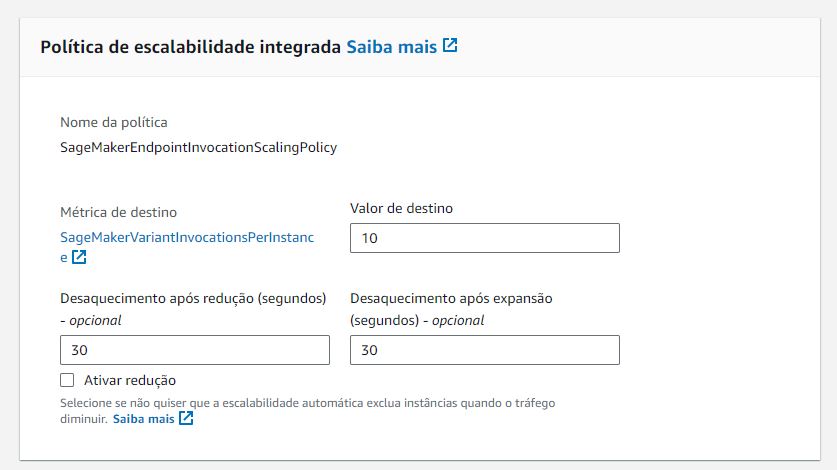 Política de escalabilidade integrada Saiba mais
Nome da política
SageMakerEndpointInvocationScalingPolicy
Métrica de destino
SageMakerVariantInvocationsPerInstanc
e
Valor de destino
10
Desaquecimento após redução (segundos)
- opcional
30
Desaquecimento após expansão
(segundos) - opcional
30
Ativar redução
Selecione se não quiser que a escalabilidade automática exclua instâncias quando o tráfego
diminuir. Saiba mais